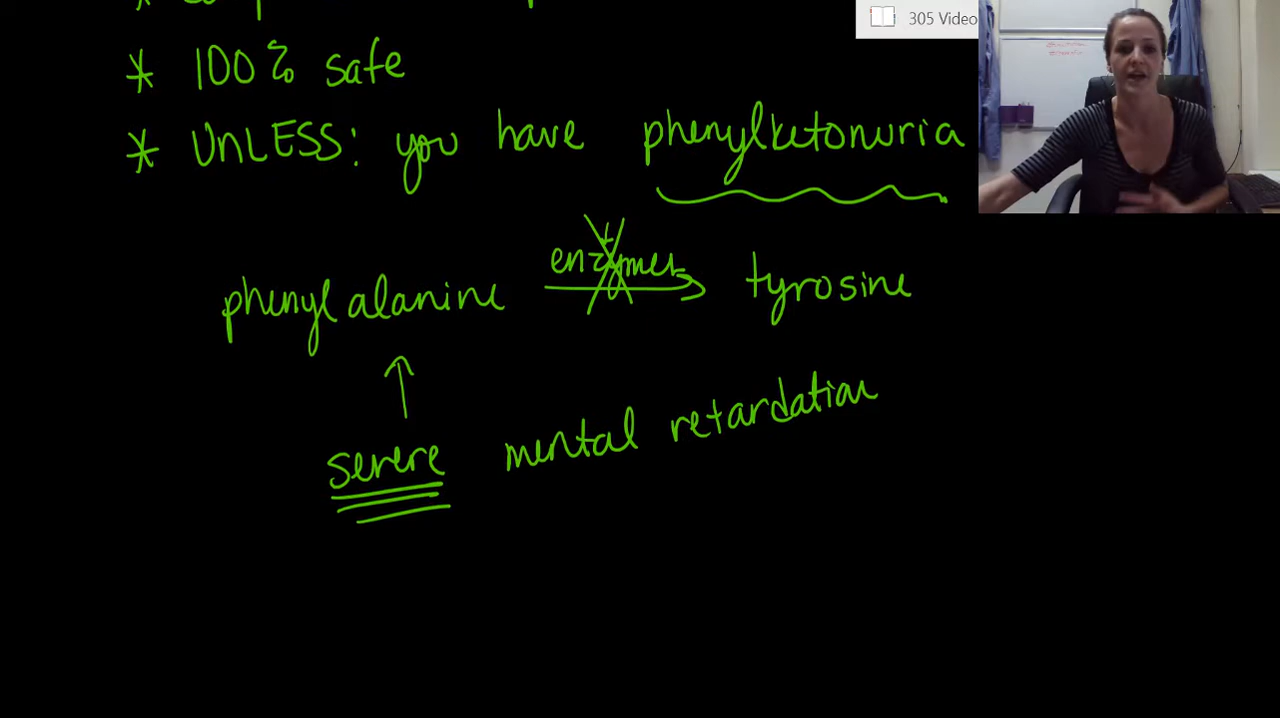 305 Video
* 100% safe
* UNLESS: you have phenylketonuria
enzymes
phenylalanine tyrosine
severe mental retardation